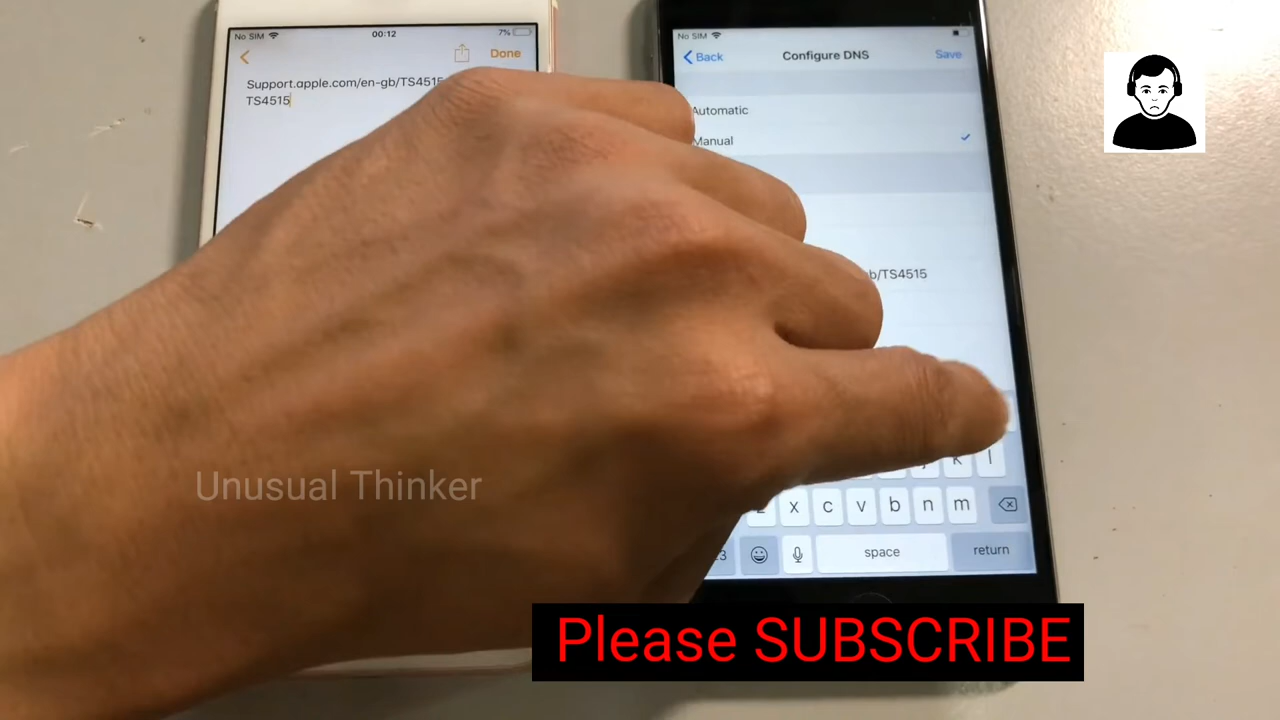 No SIM 00:12 7%
Done
Support.apple.com/en-gb/TS4515
TS4515
No SIM
Back Configure DNS Save
Automatic
Manual
b/TS4515
k l
x c v b n m
space return
Unusual Thinker
Please SUBSCRIBE